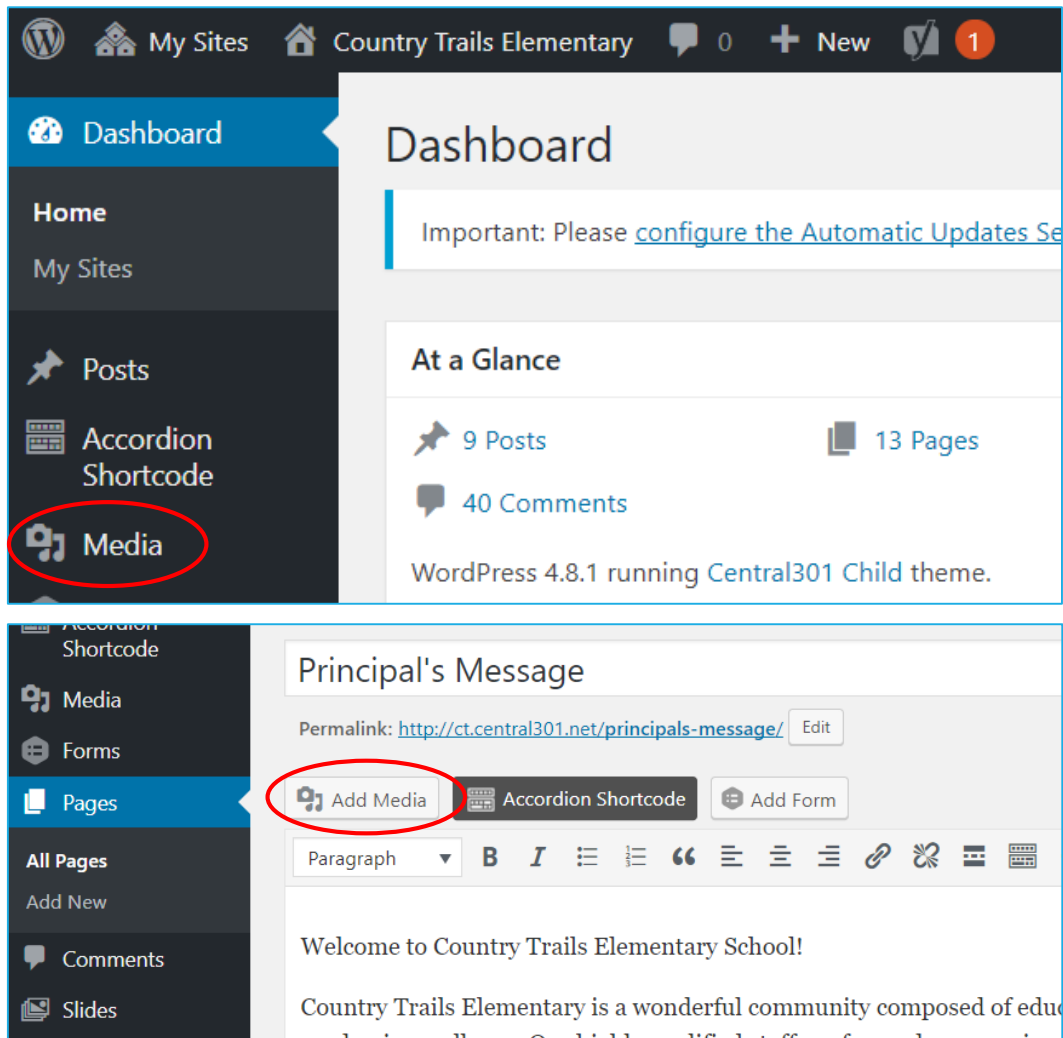 My Sites Country Trails Elementary 0 + New 1
Dashboard
Home
My Sites
Posts
Accordion
Shortcode
Media
Dashboard
Important: Please configure the Automatic Updates Se
At a Glance
9 Posts 13 Pages
40 Comments
WordPress 4.8.1 running Central301 Child theme.
Accordion
Shortcode
Media
Forms
Pages
All Pages
Add New
Comments
Slides
Principal's Message
Permalink: http://ct.central301.net/principals-message/ Edit
Add Media Accordion Shortcode Add Form
Paragraph B I
Welcome to Country Trails Elementary School!
Country Trails Elementary is a wonderful community composed of educ